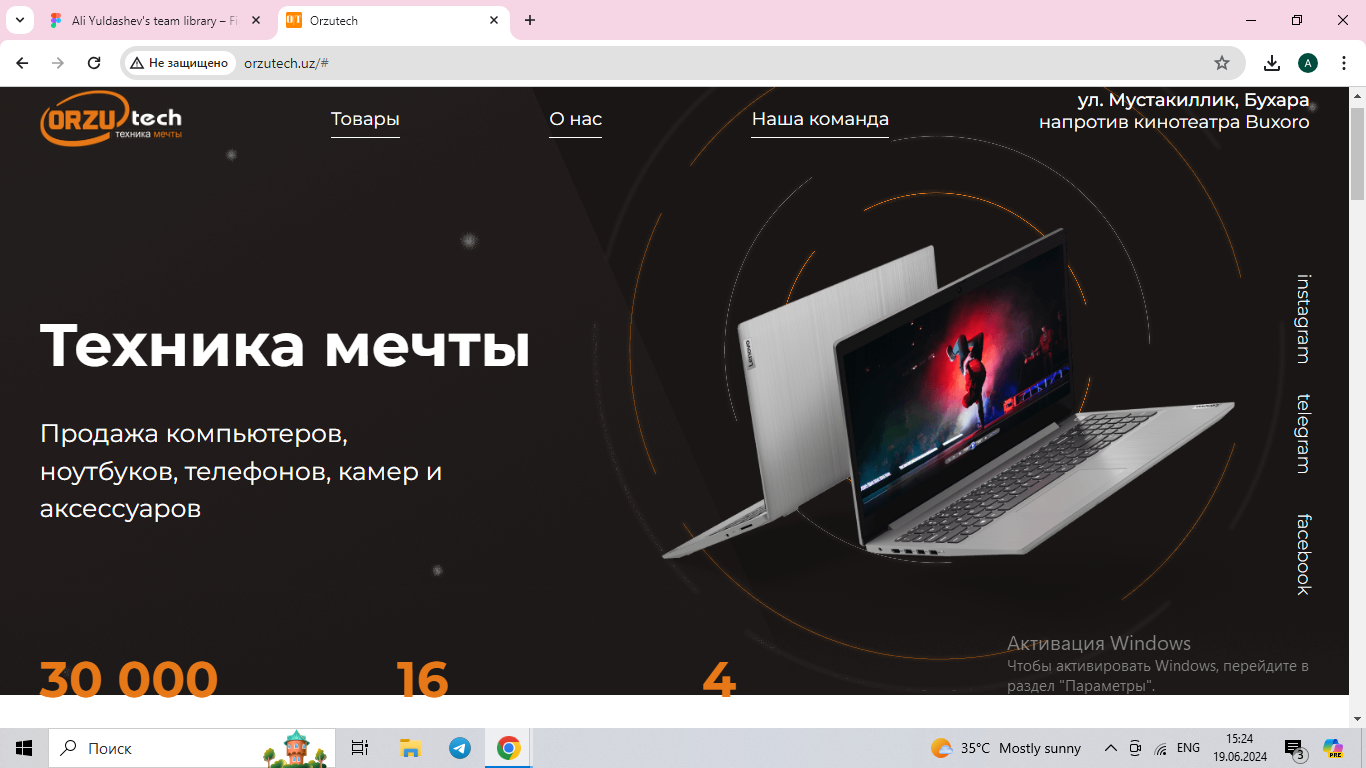 Ali Yuldashev's team library – Fi
Orzutech
Не защищено
orzutech.uz/#
A
ORZU tech
техника мечты
Товары
О нас
Наша команда
ул. Мустакиллик, Бухара
напротив кинотеатра Buxoro
Техника мечты
Продажа компьютеров,
ноутбуков, телефонов, камер и
аксессуаров
lenovo
instagram
telegram
facebook
30 000
16
4
Активация Windows
Чтобы активировать Windows, перейдите в
раздел "Параметры".
Поиск
35°C Mostly sunny
ENG
15:24
19.06.2024
3
PRE